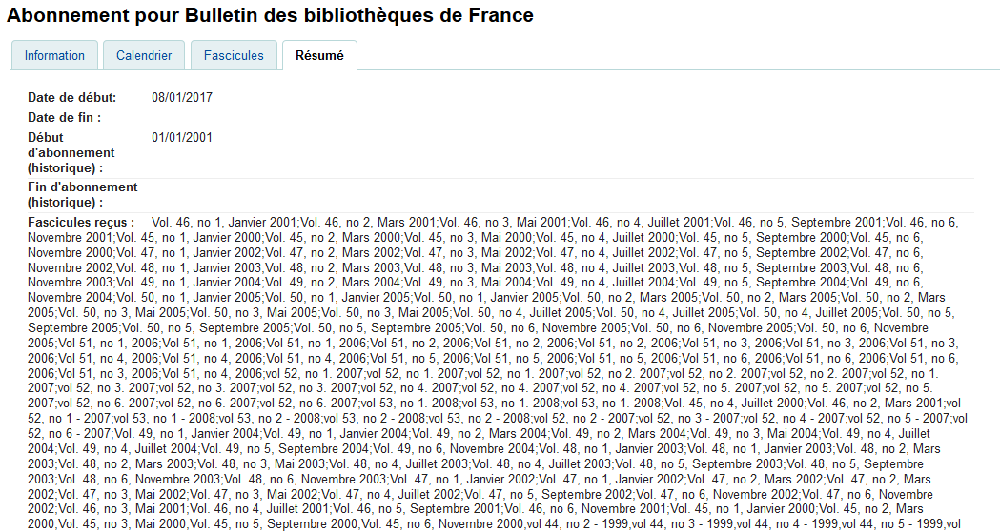 Abonnement pour Bulletin des bibliothèques de France
Information Calendrier Fascicules Résumé
Date de début: 08/01/2017
Date de fin :
Début d'abonnement (historique) : 01/01/2001
Fin d'abonnement (historique) :
Fascicules reçus : Vol. 46, no 1, Janvier 2001;Vol. 46, no 2, Mars 2001;Vol. 46, no 3, Mai 2001;Vol. 46, no 4, Juillet 2001;Vol. 46, no 5, Septembre 2001;Vol. 46, no 6,
Novembre 2001;Vol. 45, no 1, Janvier 2000;Vol. 45, no 2, Mars 2000;Vol. 45, no 3, Mai 2000;Vol. 45, no 4, Juillet 2000;Vol. 45, no 5, Septembre 2000;Vol. 45, no 6,
Novembre 2000;Vol. 47, no 1, Janvier 2002;Vol. 47, no 2, Mars 2002;Vol. 47, no 3, Mai 2002;Vol. 47, no 4, Juillet 2002;Vol. 47, no 5, Septembre 2002;Vol. 47, no 6,
Novembre 2002;Vol. 48, no 1, Janvier 2003;Vol. 48, no 2, Mars 2003;Vol. 48, no 3, Mai 2003;Vol. 48, no 4, Juillet 2003;Vol. 48, no 5, Septembre 2003;Vol. 48, no 6,
Novembre 2003;Vol. 49, no 1, Janvier 2004;Vol. 49, no 2, Mars 2004;Vol. 49, no 3, Mai 2004;Vol. 49, no 4, Juillet 2004;Vol. 49, no 5, Septembre 2004;Vol. 49, no 6,
Novembre 2004;Vol. 50, no 1, Janvier 2005;Vol. 50, no 1, Janvier 2005;Vol. 50, no 1, Janvier 2005;Vol. 50, no 2, Mars 2005;Vol. 50, no 2, Mars 2005;Vol. 50, no 2, Mars
2005;Vol. 50, no 3, Mai 2005;Vol. 50, no 3, Mai 2005;Vol. 50, no 3, Mai 2005;Vol. 50, no 4, Juillet 2005;Vol. 50, no 4, Juillet 2005;Vol. 50, no 4, Juillet 2005;Vol. 50, no 5,
Septembre 2005;Vol. 50, no 5, Septembre 2005;Vol. 50, no 5, Septembre 2005;Vol. 50, no 6, Novembre 2005;Vol. 50, no 6, Novembre 2005;Vol. 50, no 6, Novembre
2005;Vol 51, no 1, 2006;Vol 51, no 1, 2006;Vol 51, no 1, 2006;Vol 51, no 2, 2006;Vol 51, no 2, 2006;Vol 51, no 2, 2006;Vol 51, no 3, 2006;Vol 51, no 3, 2006;Vol 51, no 3,
2006;Vol 51, no 4, 2006;Vol 51, no 4, 2006;Vol 51, no 4, 2006;Vol 51, no 5, 2006;Vol 51, no 5, 2006;Vol 51, no 5, 2006;Vol 51, no 6, 2006;Vol 51, no 6, 2006;Vol 51, no 6,
2006;Vol 51, no 3, 2006;Vol 51, no 4, 2006;vol 52, no 1. 2007;vol 52, no 1. 2007;vol 52, no 1. 2007;vol 52, no 2. 2007;vol 52, no 2. 2007;vol 52, no 2. 2007;vol 52, no 1.
2007;vol 52, no 3. 2007;vol 52, no 3. 2007;vol 52, no 3. 2007;vol 52, no 4. 2007;vol 52, no 4. 2007;vol 52, no 4. 2007;vol 52, no 5. 2007;vol 52, no 5. 2007;vol 52, no 5.
2007;vol 52, no 6. 2007;vol 52, no 6. 2007;vol 52, no 6. 2007;vol 53, no 1. 2008;vol 53, no 1. 2008;vol 53, no 1. 2008;Vol. 45, no 4, Juillet 2000;Vol. 46, no 2, Mars 2001;vol
52, no 1 - 2007;vol 53, no 1 - 2008;vol 53, no 2 - 2008;vol 53, no 2 - 2008;vol 53, no 2 - 2008;vol 52, no 2 - 2007;vol 52, no 3 - 2007;vol 52, no 4 - 2007;vol 52, no 5 - 2007;vol
52, no 6 - 2007;Vol. 49, no 1, Janvier 2004;Vol. 49, no 1, Janvier 2004;Vol. 49, no 2, Mars 2004;Vol. 49, no 2, Mars 2004;Vol. 49, no 3, Mai 2004;Vol. 49, no 4, Juillet
2004;Vol. 49, no 4, Juillet 2004;Vol. 49, no 5, Septembre 2004;Vol. 49, no 6, Novembre 2004;Vol. 48, no 1, Janvier 2003;Vol. 48, no 1, Janvier 2003;Vol. 48, no 2, Mars
2003;Vol. 48, no 2, Mars 2003;Vol. 48, no 3, Mai 2003;Vol. 48, no 4, Juillet 2003;Vol. 48, no 4, Juillet 2003;Vol. 48, no 5, Septembre 2003;Vol. 48, no 5, Septembre
2003;Vol. 48, no 6, Novembre 2003;Vol. 48, no 6, Novembre 2003;Vol. 47, no 1, Janvier 2002;Vol. 47, no 1, Janvier 2002;Vol. 47, no 2, Mars 2002;Vol. 47, no 2, Mars
2002;Vol. 47, no 3, Mai 2002;Vol. 47, no 3, Mai 2002;Vol. 47, no 4, Juillet 2002;Vol. 47, no 5, Septembre 2002;Vol. 47, no 6, Novembre 2002;Vol. 47, no 6, Novembre
2002;Vol. 46, no 3, Mai 2001;Vol. 46, no 4, Juillet 2001;Vol. 46, no 5, Septembre 2001;Vol. 46, no 6, Novembre 2001;Vol. 45, no 1, Janvier 2000;Vol. 45, no 2, Mars
2000;Vol. 45, no 3, Mai 2000;Vol. 45, no 5, Septembre 2000;Vol. 45, no 6, Novembre 2000;vol 44, no 2 - 1999;vol 44, no 3 - 1999;vol 44, no 4 - 1999;vol 44, no 5 - 1999;vol